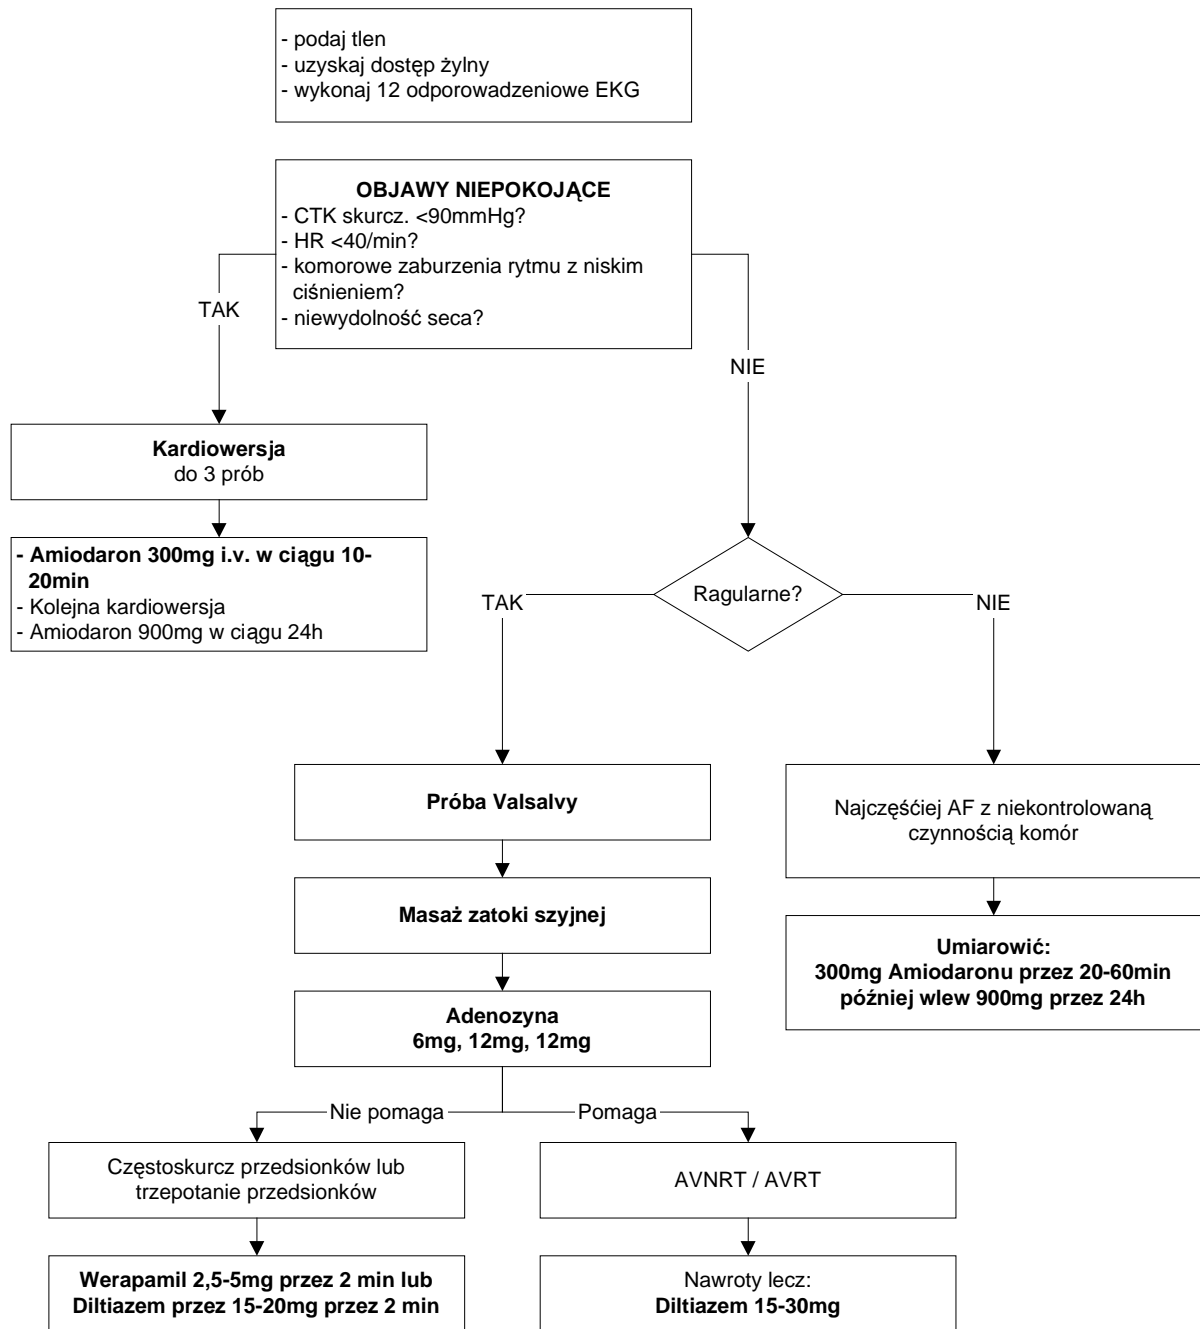 - podaj tlen
- uzyskaj dostęp żylny
- wykonaj 12 odporowadzeniowe EKG
OBJAWY NIEPOKOJĄCE
- CTK skurcz. <90mmHg?
- HR <40/min?
- komorowe zaburzenia rytmu z niskim
ciśnieniem?
- niewydolność seca?
TAK
NIE
Kardiowersja
do 3 prób
- Amiodaron 300mg i.v. w ciągu 10-
20min
- Kolejna kardiowersja
- Amiodaron 900mg w ciągu 24h
Ragularne?
TAK
NIE
Próba Valsalvy
Najczęśćiej AF z niekontrolowaną
czynnością komór
Masaż zatoki szyjnej
Umiarowić:
300mg Amiodaronu przez 20-60min
później wlew 900mg przez 24h
Adenozyna
6mg, 12mg, 12mg
Nie pomaga
Pomaga
Częstoskurcz przedsionków lub
trzepotanie przedsionków
AVNRT / AVRT
Werapamil 2,5-5mg przez 2 min lub
Diltiazem przez 15-20mg przez 2 min
Nawroty lecz:
Diltiazem 15-30mg